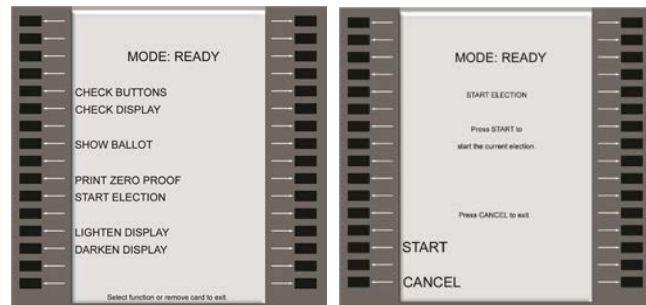 MODE: READY
CHECK BUTTONS
CHECK DISPLAY
SHOW BALLOT
PRINT ZERO PROOF
START ELECTION
LIGHTEN DISPLAY
DARKEN DISPLAY
Select function or remove card to exit.
MODE: READY
START ELECTION
Press START to
start the current election.
Press CANCEL to exit.
START
CANCEL